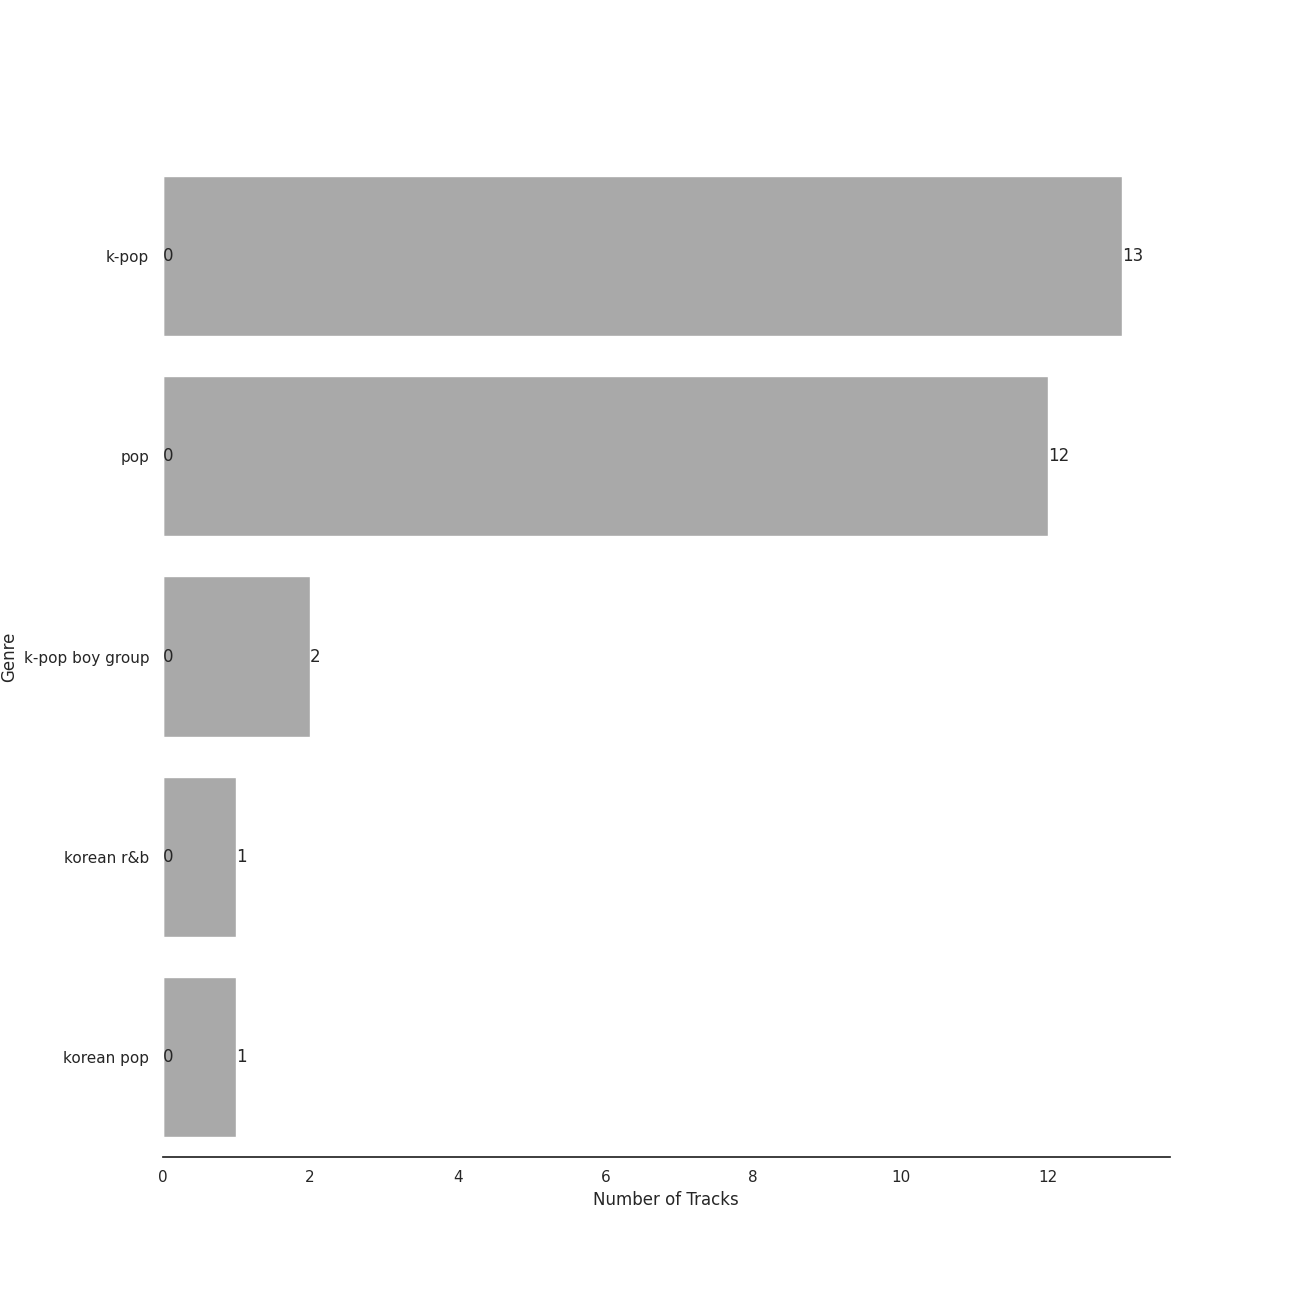 k-pop 0 13
pop 0 12
Genre
k-pop boy group 0 2
korean r&b 0 1
korean pop 0 1
0 2 4 6 8 10 12
Number of Tracks